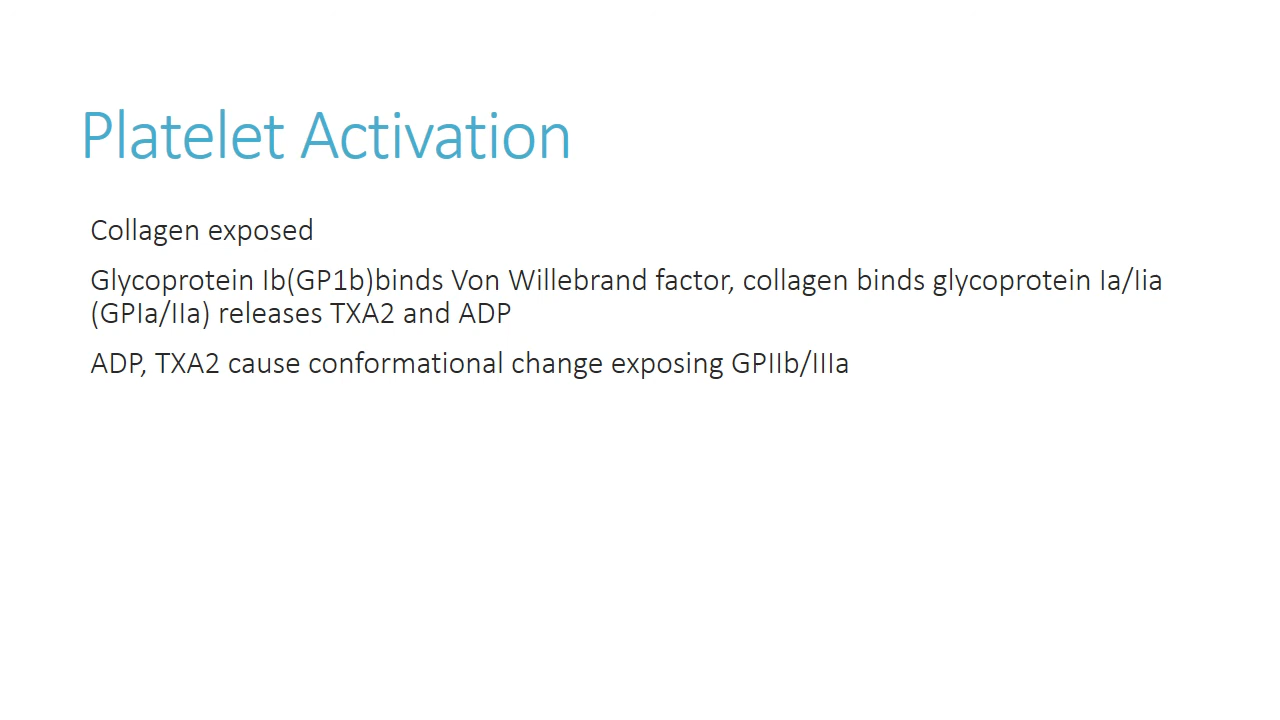 Platelet Activation
Collagen exposed
Glycoprotein Ib(GP1b)binds Von Willebrand factor, collagen binds glycoprotein Ia/Iia
(GPIa/IIa) releases TXA2 and ADP
ADP, TXA2 cause conformational change exposing GPIIb/IIIa